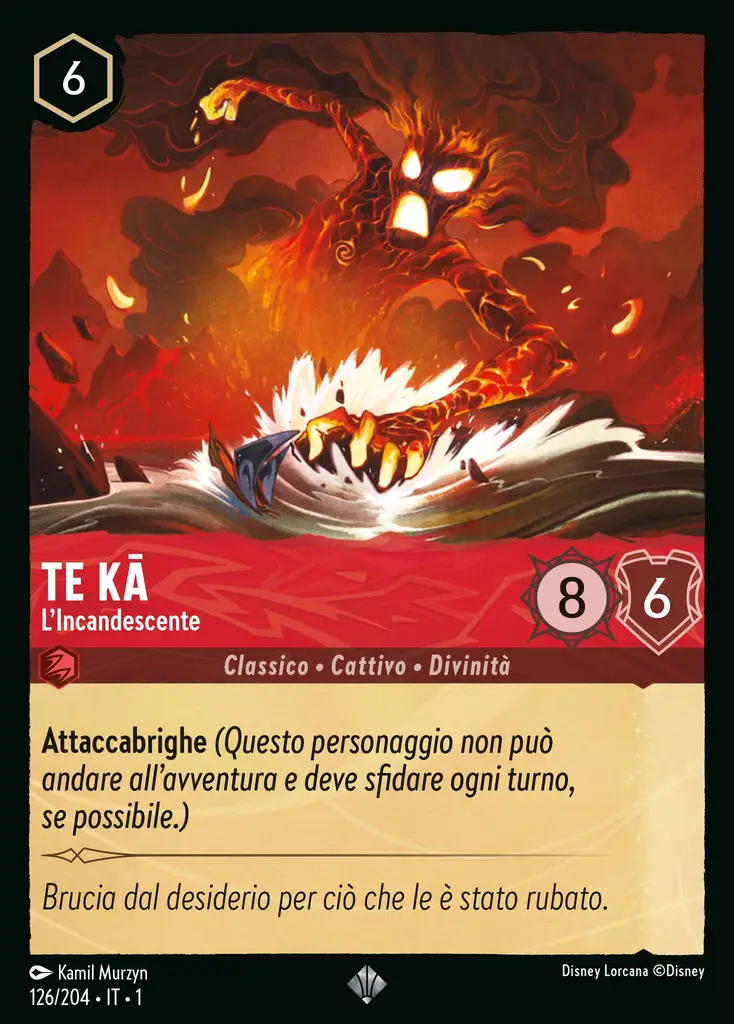 6
TE KĀ
L'Incandescente
8
6
Classico • Cattivo • Divinità
Attaccabrighe (Questo personaggio non può
andare all'avventura e deve sfidare ogni turno,
se possibile.)
Brucia dal desiderio per ciò che le è stato rubato.
Kamil Murzyn
Disney Lorcana ©Disney
126/204 • IT • 1